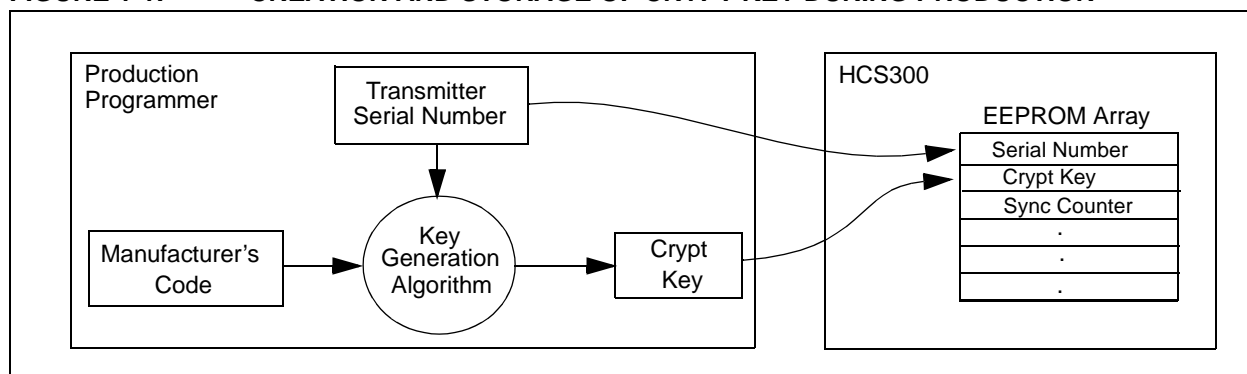 Production
Programmer
Transmitter
Serial Number
Manufacturer's
Code
Key
Generation
Algorithm
Crypt
Key
HCS300
EEPROM Array
Serial Number
Crypt Key
Sync Counter
.
.
.